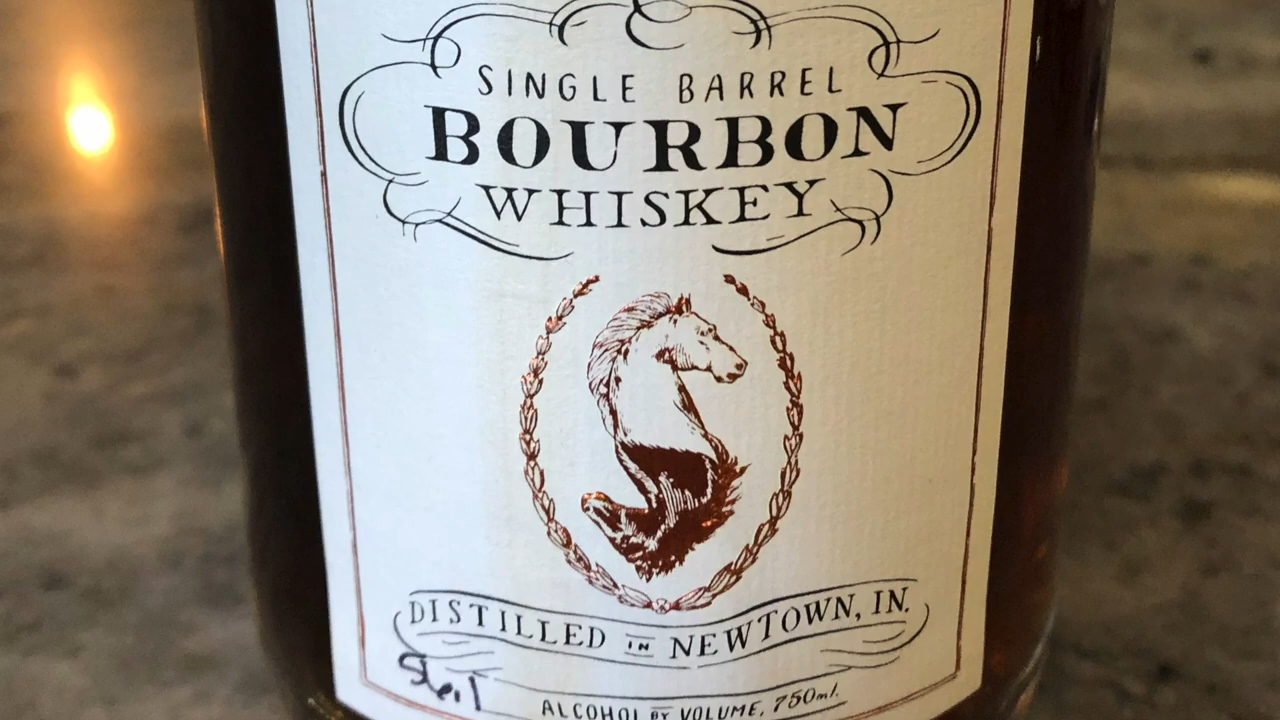 SINGLE BARREL
BOURBON
WHISKEY
DISTILLED IN NEWTOWN, IN.
ALCOHOL BY VOLUME, 750ml.